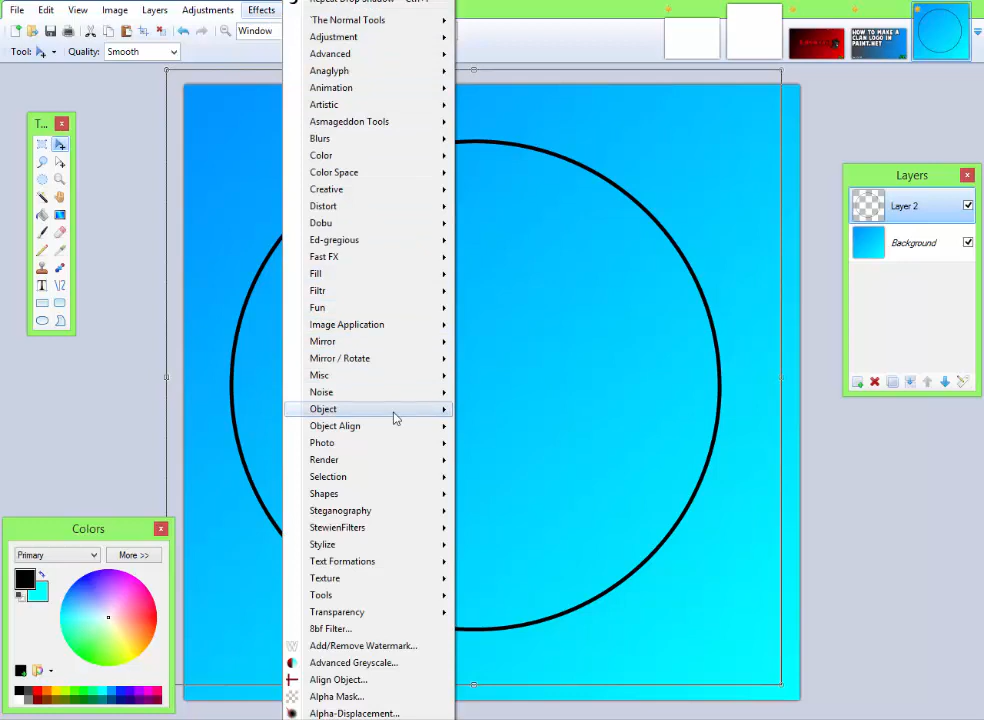 File Edit View Image Layers Adjustments Effects
Window
Tool: Quality: Smooth
HOW TO MAKE A
CLAN LOGO IN
PAINT.NET
T...
Repeat Drop Shadow
'The Normal Tools
Adjustment
Advanced
Anaglyph
Animation
Artistic
Asmageddon Tools
Blurs
Color
Color Space
Creative
Distort
Dobu
Ed-gregious
Fast FX
Fill
Filtr
Fun
Image Application
Mirror
Mirror / Rotate
Misc
Noise
Object
Object Align
Photo
Render
Selection
Shapes
Steganography
StewienFilters
Stylize
Text Formations
Texture
Tools
Transparency
8bf Filter...
Add/Remove Watermark...
Advanced Greyscale...
Align Object...
Alpha Mask...
Alpha-Displacement...
Layers
Layer 2
Background
Colors
Primary More >>